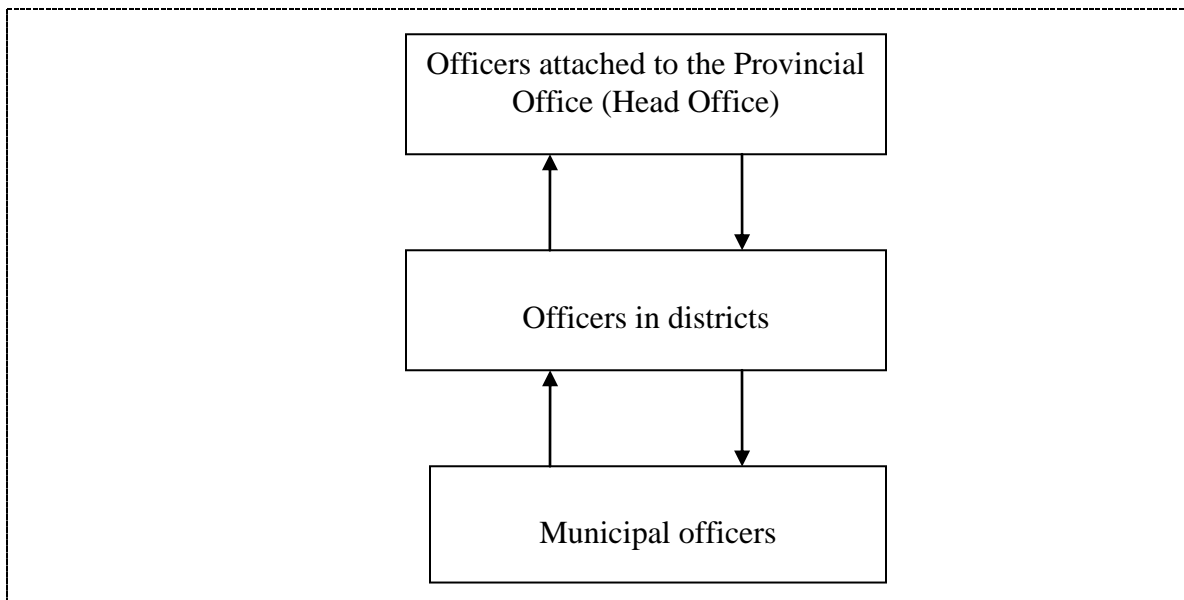 Officers attached to the Provincial
Office (Head Office)
Officers in districts
Municipal officers